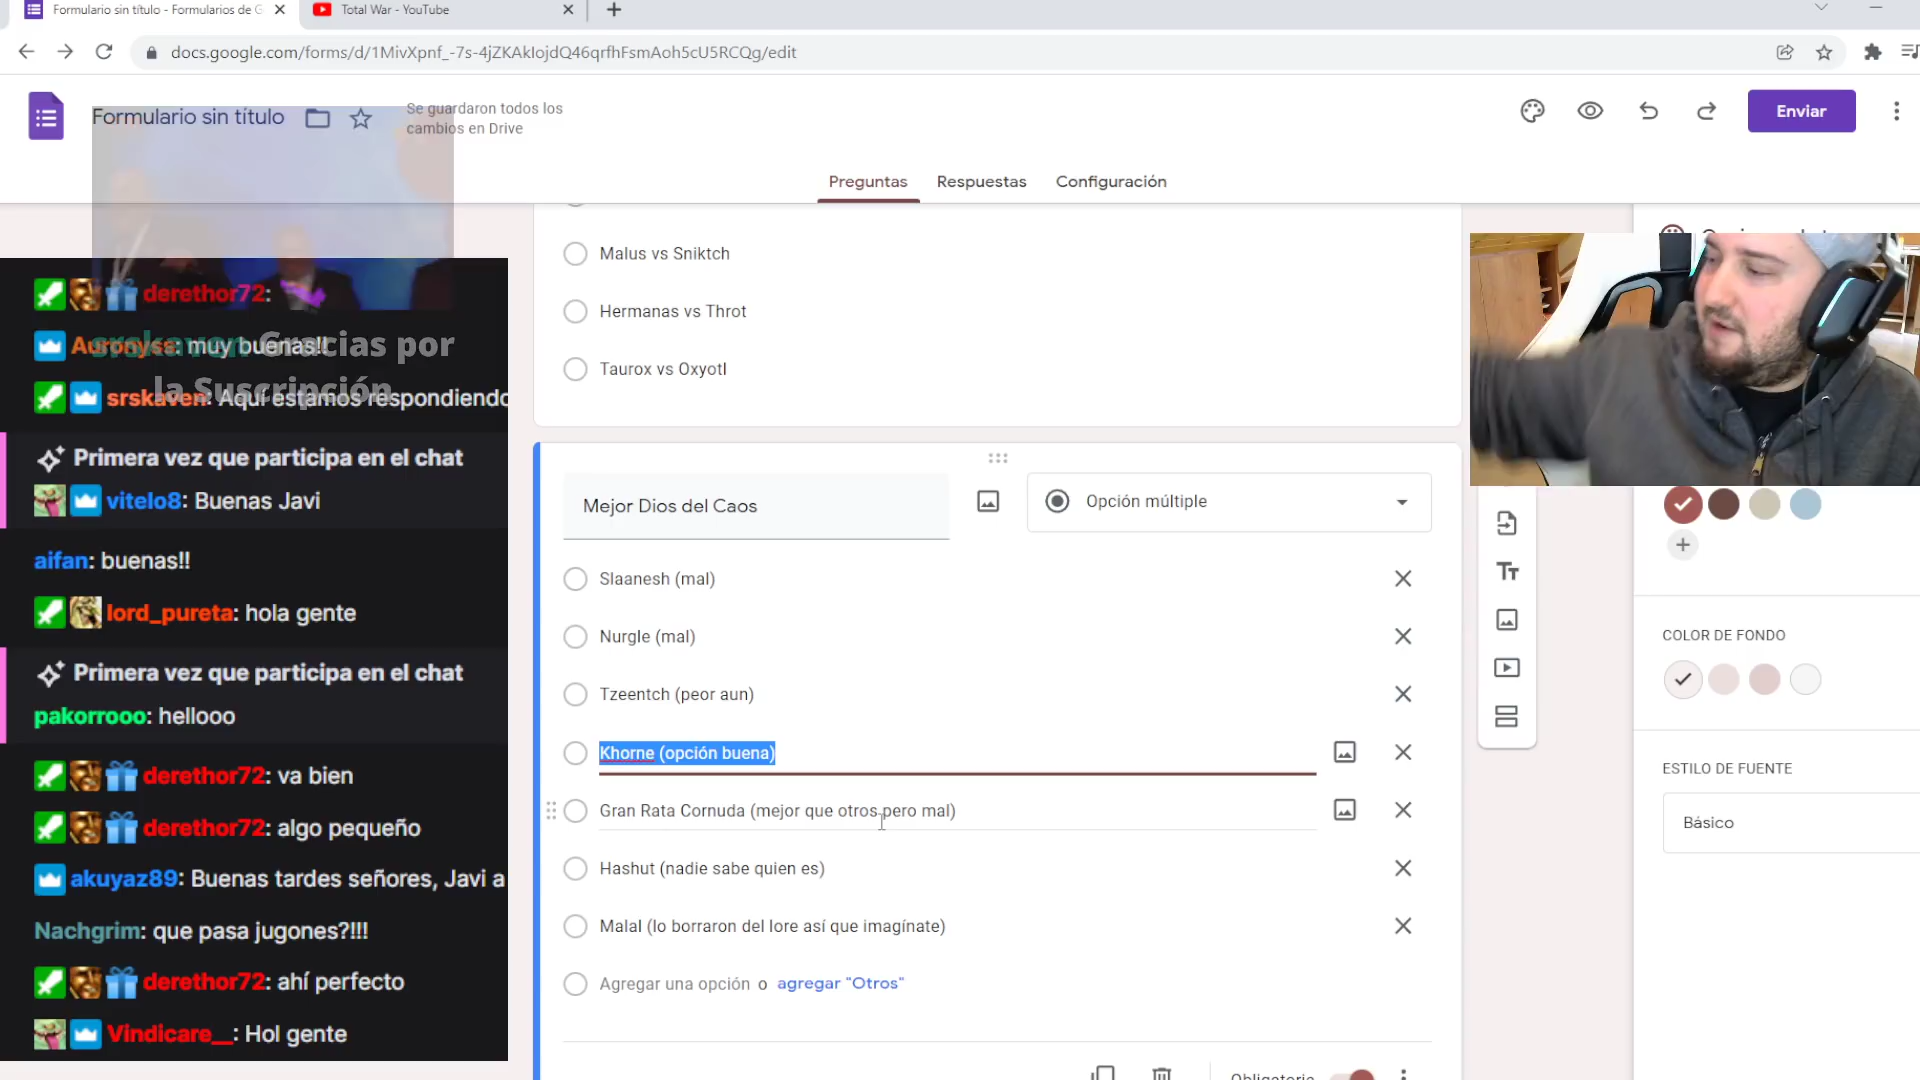 Formulario sin título - Formularios de G
Total War - YouTube
docs.google.com/forms/d/1MivXpnf_-7s-4jZKAkIojdQ46qrfhFsmAoh5cU5RCQg/edit
Formulario sin título
Se guardaron todos los
cambios en Drive
Enviar
Preguntas
Respuestas
Configuración
derethor72:
Auronyse: muy buenas!!
srskaven Gracias por
la Suscripción
srskaven: Aquí estamos respondiendo
Primera vez que participa en el chat
vitelo8: Buenas Javi
aifan: buenas!!
lord_pureta: hola gente
Primera vez que participa en el chat
pakorrooo: hellooo
derethor72: va bien
derethor72: algo pequeño
akuyaz89: Buenas tardes señores, Javi a
Nachgrim: que pasa jugones?!!!
derethor72: ahí perfecto
Vindicare__: Hol gente
Malus vs Sniktch
Hermanas vs Throt
Taurox vs Oxyotl
Mejor Dios del Caos
Opción múltiple
Slaanesh (mal)
Nurgle (mal)
Tzeentch (peor aun)
Khorne (opción buena)
Gran Rata Cornuda (mejor que otros pero mal)
Hashut (nadie sabe quien es)
Malal (lo borraron del lore así que imagínate)
Agregar una opción o agregar "Otros"
Obligatoria
COLOR DE FONDO
ESTILO DE FUENTE
Básico